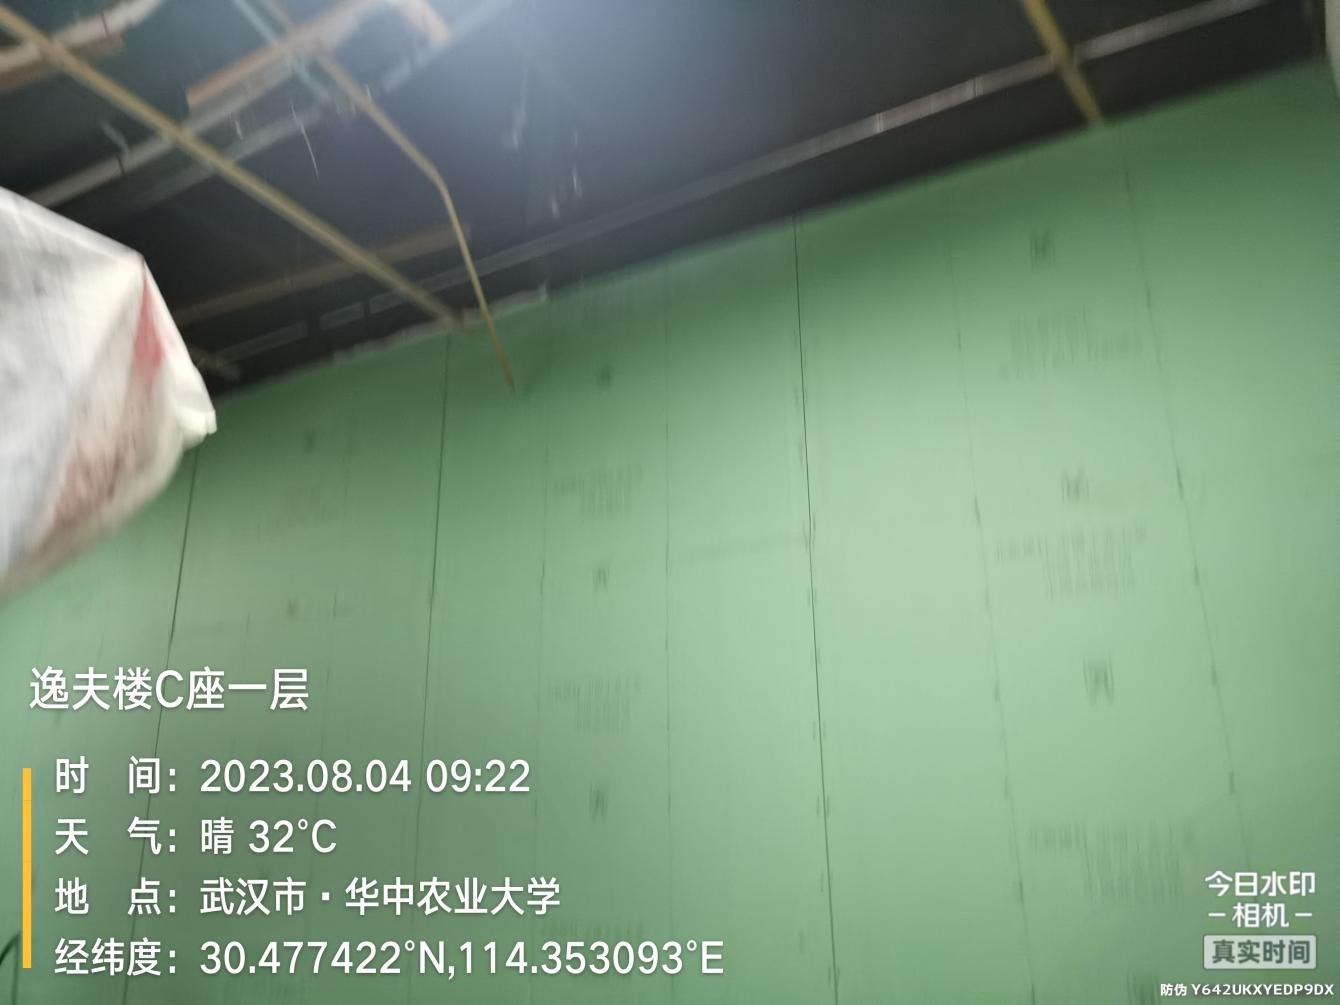 逸夫楼C座一层
时 间：2023.08.04 09:22
天 气：晴 32°C
地 点：武汉市·华中农业大学
经纬度：30.477422°N,114.353093°E
今日水印
-相机-
真实时间
防伪 Y642UKXYEDP9DX